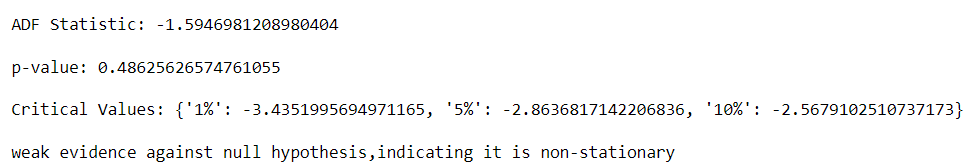 ADF Statistic: -1.5946981208980404
p-value: 0.48625626574761055
Critical Values: {'1%': -3.4351995694971165, '5%': -2.8636817142206836, '10%': -2.5679102510737173}
weak evidence against null hypothesis,indicating it is non-stationary